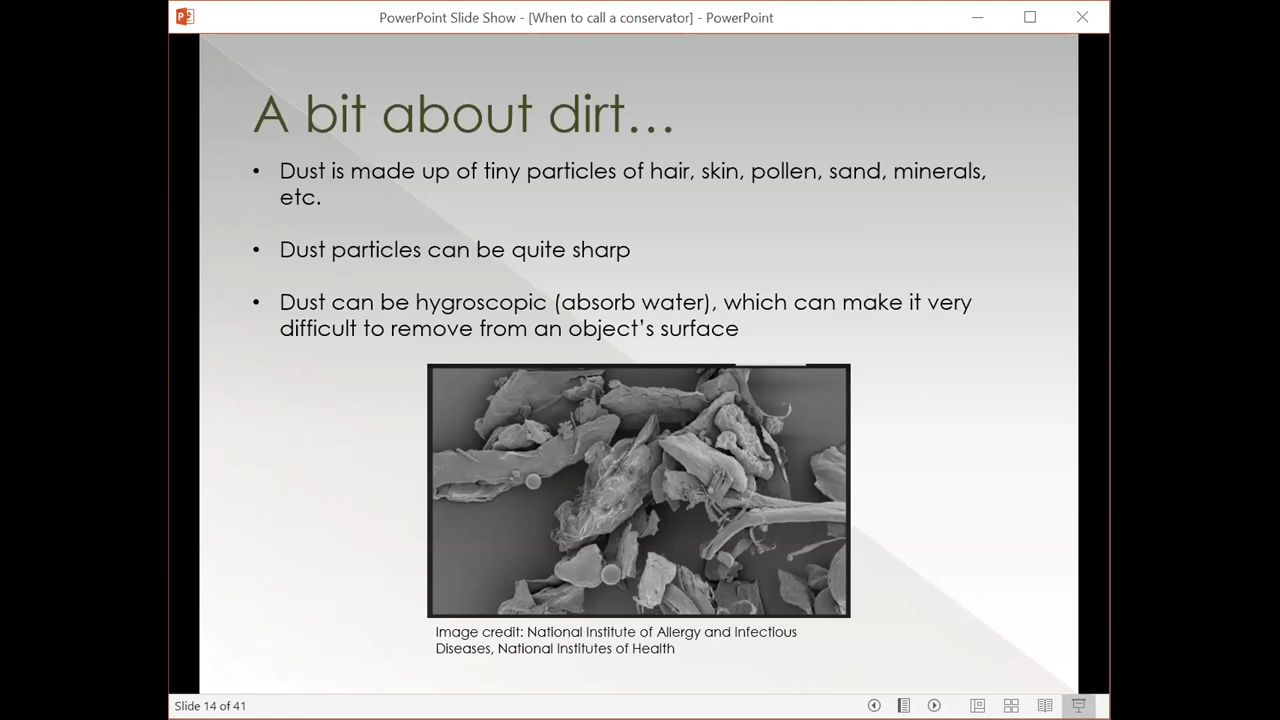 PowerPoint Slide Show - [When to call a conservator] - PowerPoint
A bit about dirt…
• Dust is made up of tiny particles of hair, skin, pollen, sand, minerals,
etc.
• Dust particles can be quite sharp
• Dust can be hygroscopic (absorb water), which can make it very
difficult to remove from an object’s surface
Image credit: National Institute of Allergy and Infectious
Diseases, National Institutes of Health
Slide 14 of 41